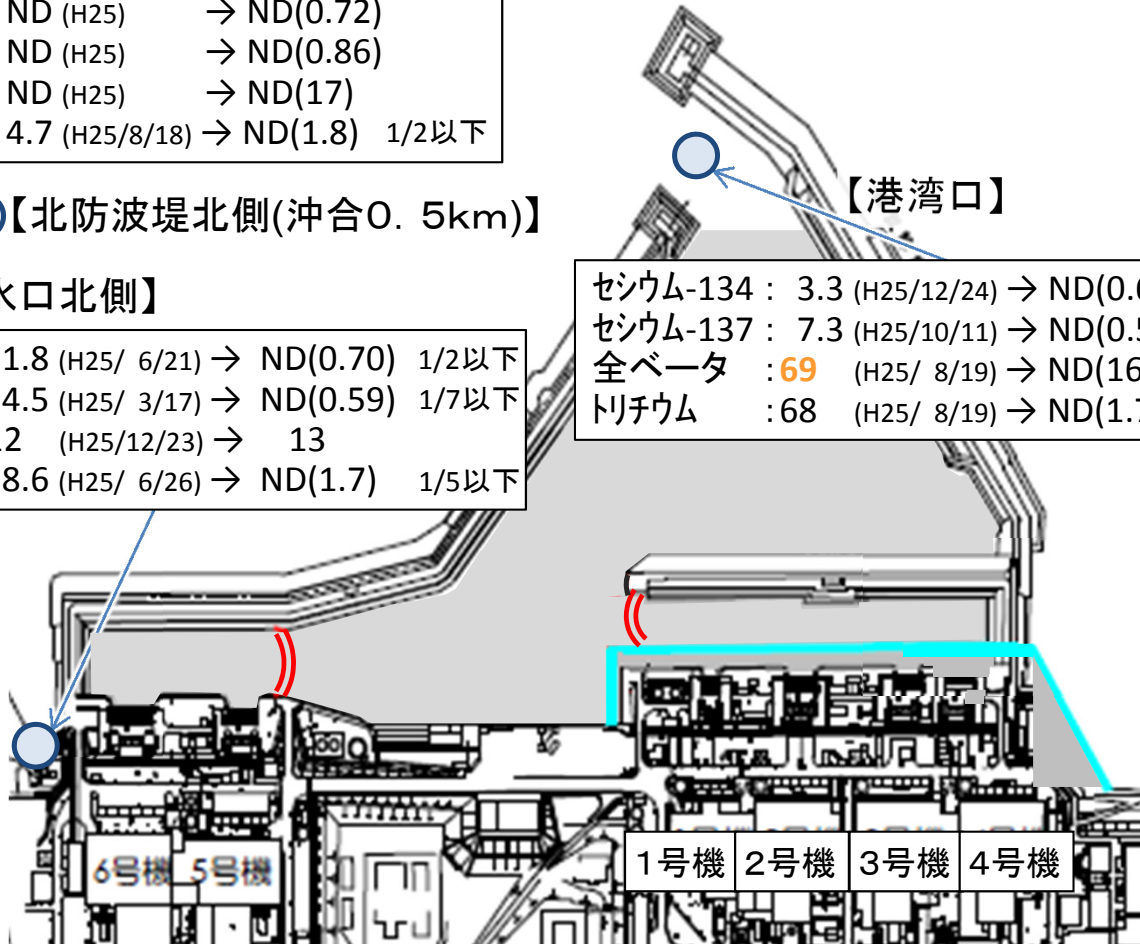 ND (H25) → ND(0.72)
ND (H25) → ND(0.86)
ND (H25) → ND(17)
4.7 (H25/8/18) → ND(1.8) 1/2以下
【北防波堤北側(沖合0．5km)】
【港湾口】
水口北側】
セシウム-134 : 3.3 (H25/12/24) → ND(0.
セシウム-137 : 7.3 (H25/10/11) → ND(0.5
全ベータ :69 (H25/ 8/19) → ND(16
トリチウム :68 (H25/ 8/19) → ND(1.7
1.8 (H25/ 6/21) → ND(0.70) 1/2以下
4.5 (H25/ 3/17) → ND(0.59) 1/7以下
12 (H25/12/23) → 13
8.6 (H25/ 6/26) → ND(1.7) 1/5以下
6号機 5号機
1号機 2号機 3号機 4号機